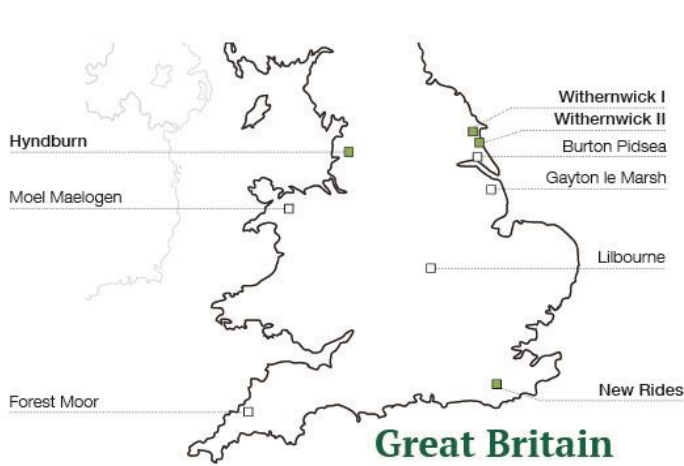 Withernwick I
Withernwick II
Hyndburn
Burton Pidsea
Gayton le Marsh
Moel Maelogen
Lilbourne
New Rides
Forest Moor
Great Britain